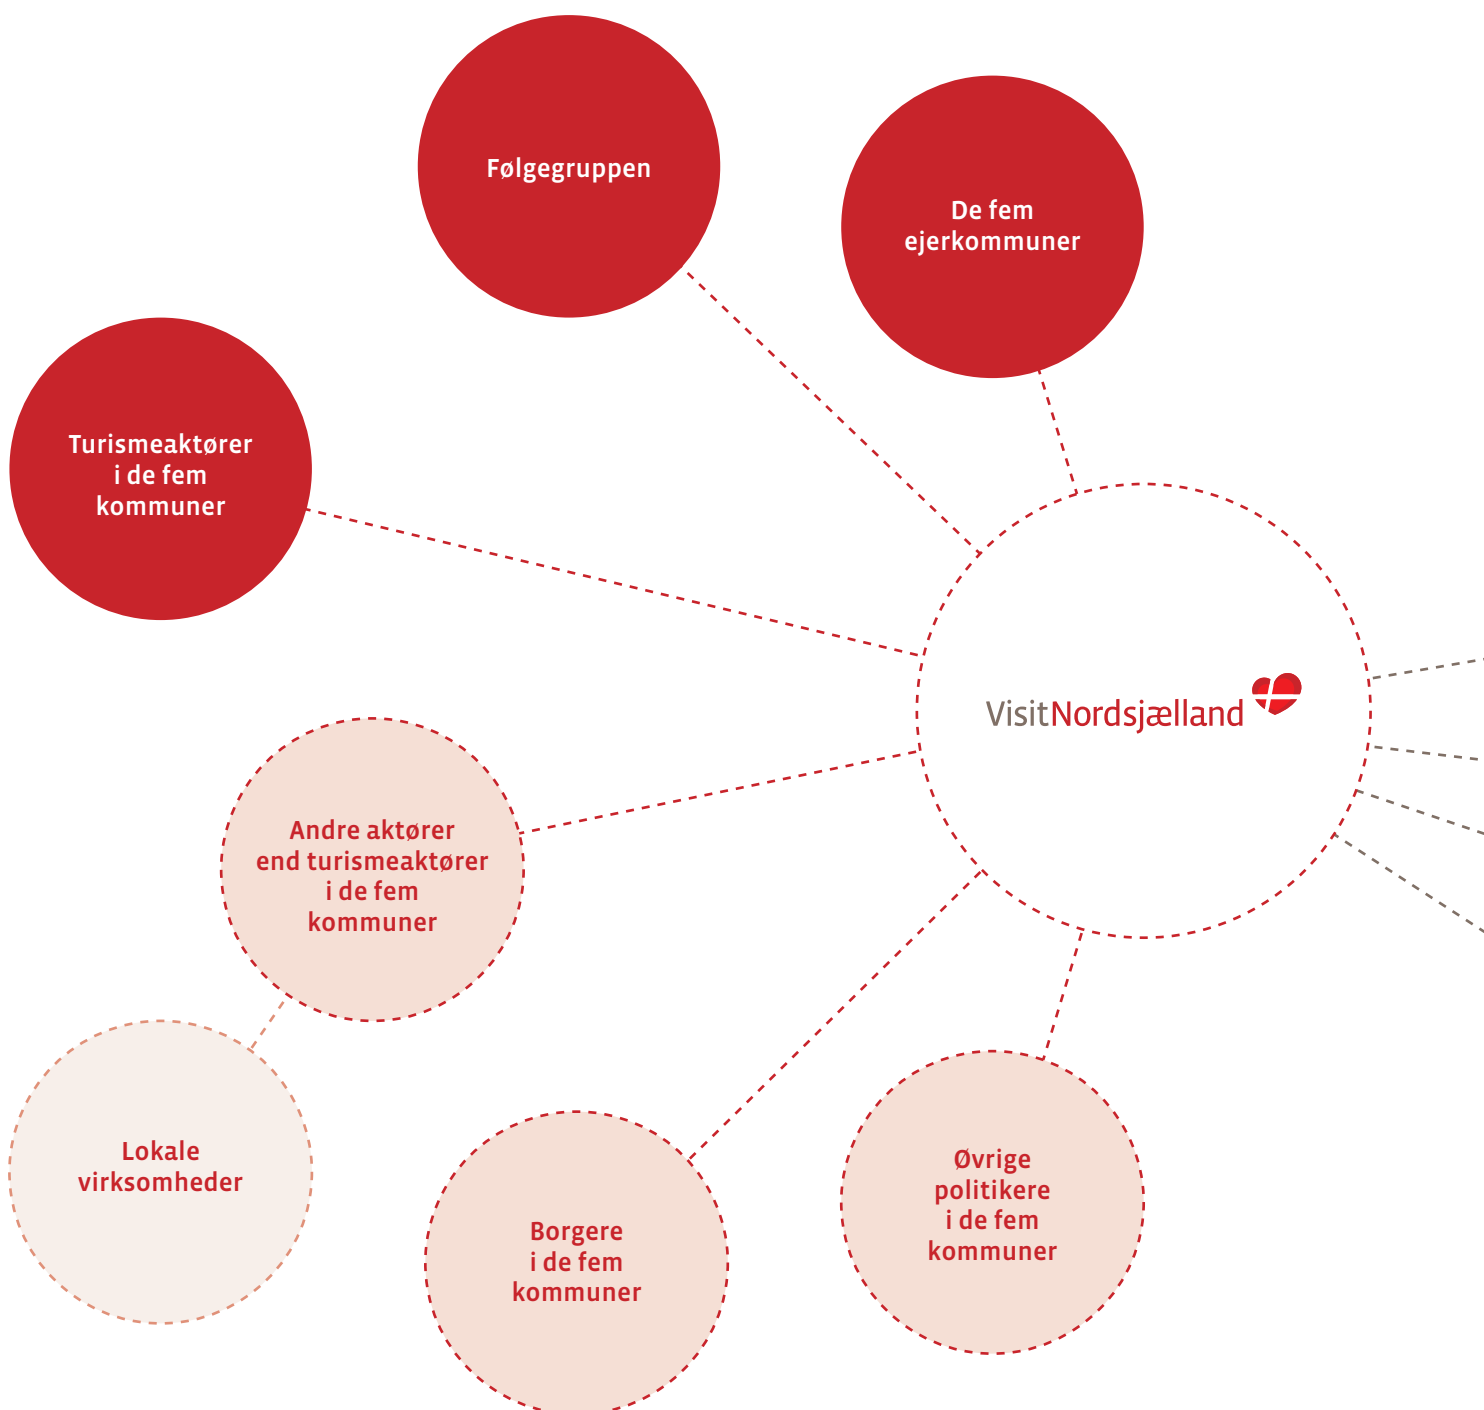 Følgegruppen
De fem
ejerkommuner
Turismeaktører
i de fem
kommuner
VisitNordsjælland
Andre aktører
end turismeaktører
i de fem
kommuner
Lokale
virksomheder
Borgere
i de fem
kommuner
Øvrige
politikere
i de fem
kommuner